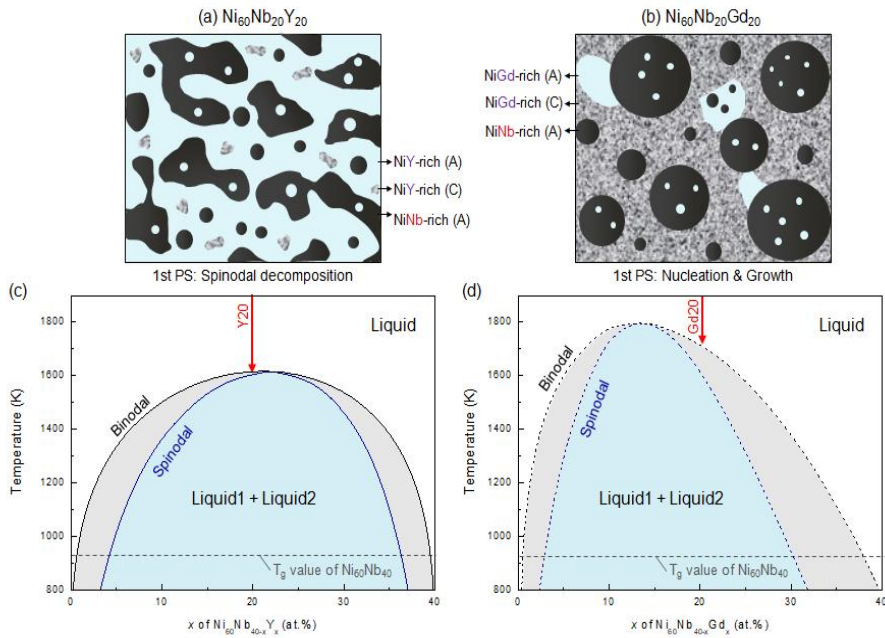 (a) Ni₆₀Nb₂₀Y₂₀
(b) Ni₆₀Nb₂₀Gd₂₀
NiY-rich (A)
NiY-rich (C)
NiNb-rich (A)
NiGd-rich (A)
NiGd-rich (C)
NiNb-rich (A)
1st PS: Spinodal decomposition
1st PS: Nucleation & Growth
(c)
1800
1600
1400
1200
1000
800
Temperature (K)
Y20
Liquid
Binodal
Spinodal
Liquid1 + Liquid2
Tg value of Ni₆₀Nb₄₀
0 10 20 30 40
x of Ni₆₀Nb₄₀₋ₓYₓ (at.%)
(d)
1800
1600
1400
1200
1000
800
Temperature (K)
Gd20
Liquid
Binodal
Spinodal
Liquid1 + Liquid2
Tg value of Ni₆₀Nb₄₀
0 10 20 30 40
x of Ni₆₀Nb₄₀₋ₓGdₓ (at.%)